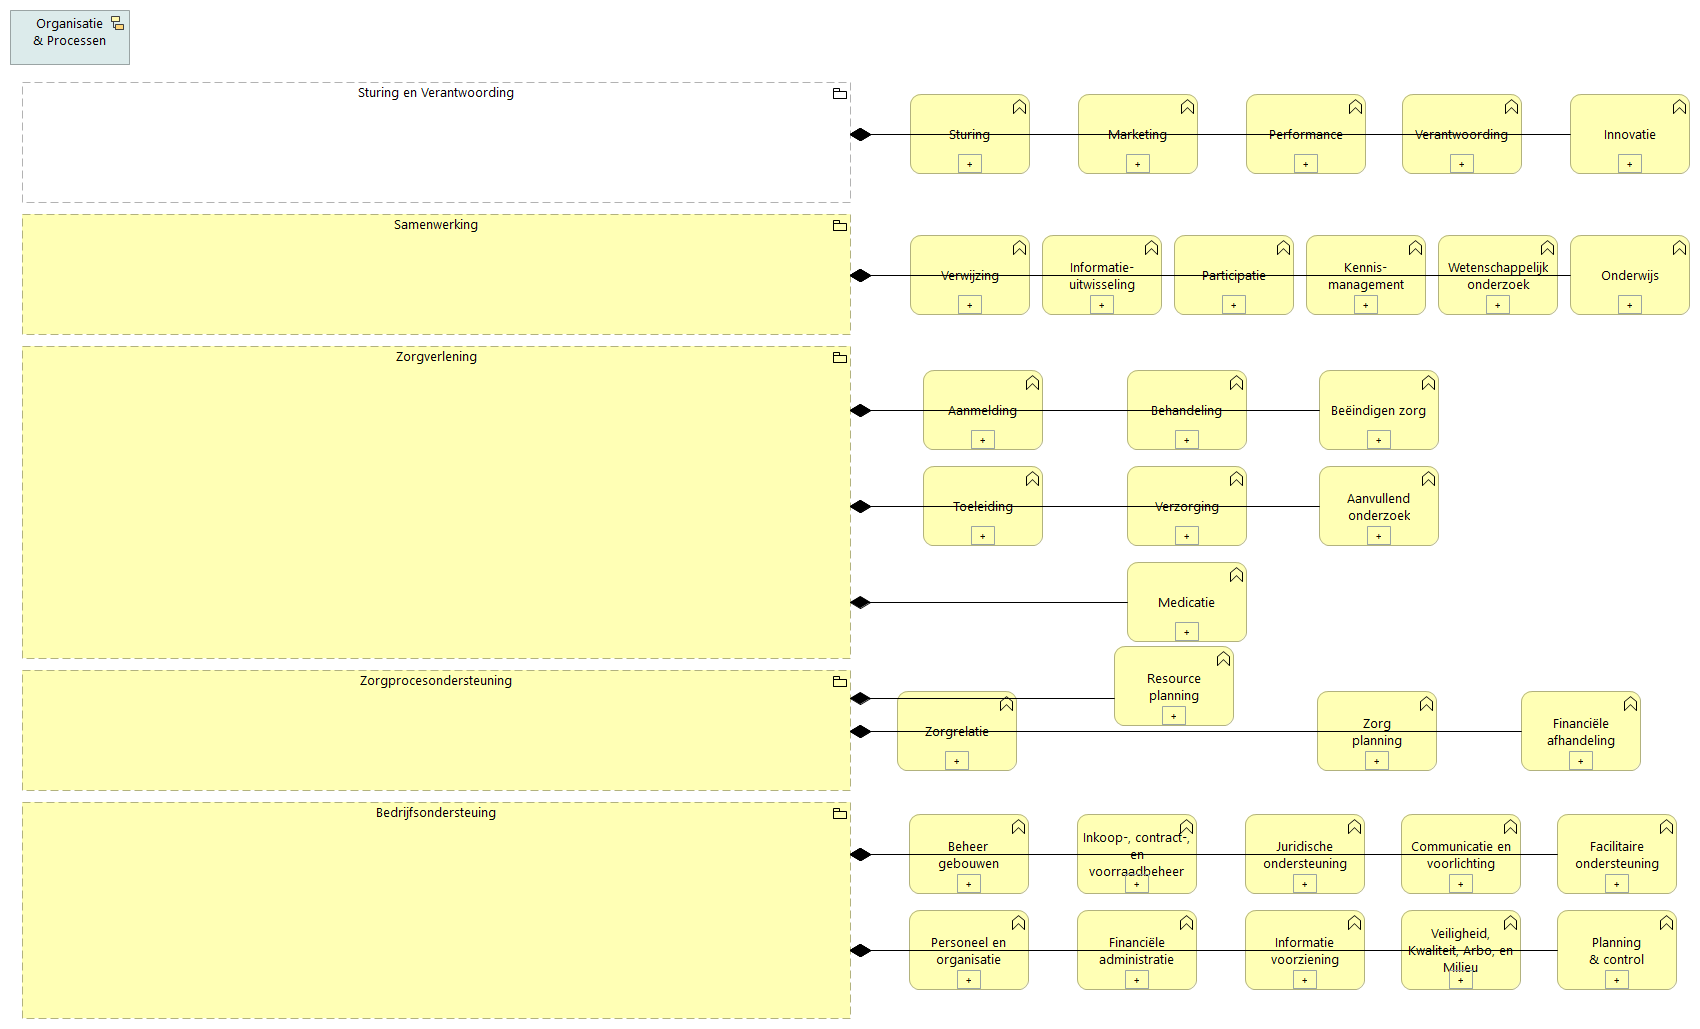 Organisatie
& Processen
Sturing en Verantwoording
Sturing
+
Marketing
+
Performance
+
Verantwoording
+
Innovatie
+
Samenwerking
Verwijzing
+
Informatie-
uitwisseling
+
Participatie
+
Kennis-
management
+
Wetenschappelijk
onderzoek
+
Onderwijs
+
Zorgverlening
Aanmelding
+
Behandeling
+
Beëindigen zorg
+
Toeleiding
+
Verzorging
+
Aanvullend
onderzoek
+
Medicatie
+
Zorgprocesondersteuning
Resource
planning
+
Zorgrelatie
+
Zorg
planning
+
Financiële
afhandeling
+
Bedrijfsondersteuing
Beheer
gebouwen
+
Inkoop-, contract-,
en
voorraadbeheer
+
Juridische
ondersteuning
+
Communicatie en
voorlichting
+
Facilitaire
ondersteuning
+
Personeel en
organisatie
+
Financiële
administratie
+
Informatie
voorziening
+
Veiligheid,
Kwaliteit, Arbo, en
Milieu
+
Planning
& control
+